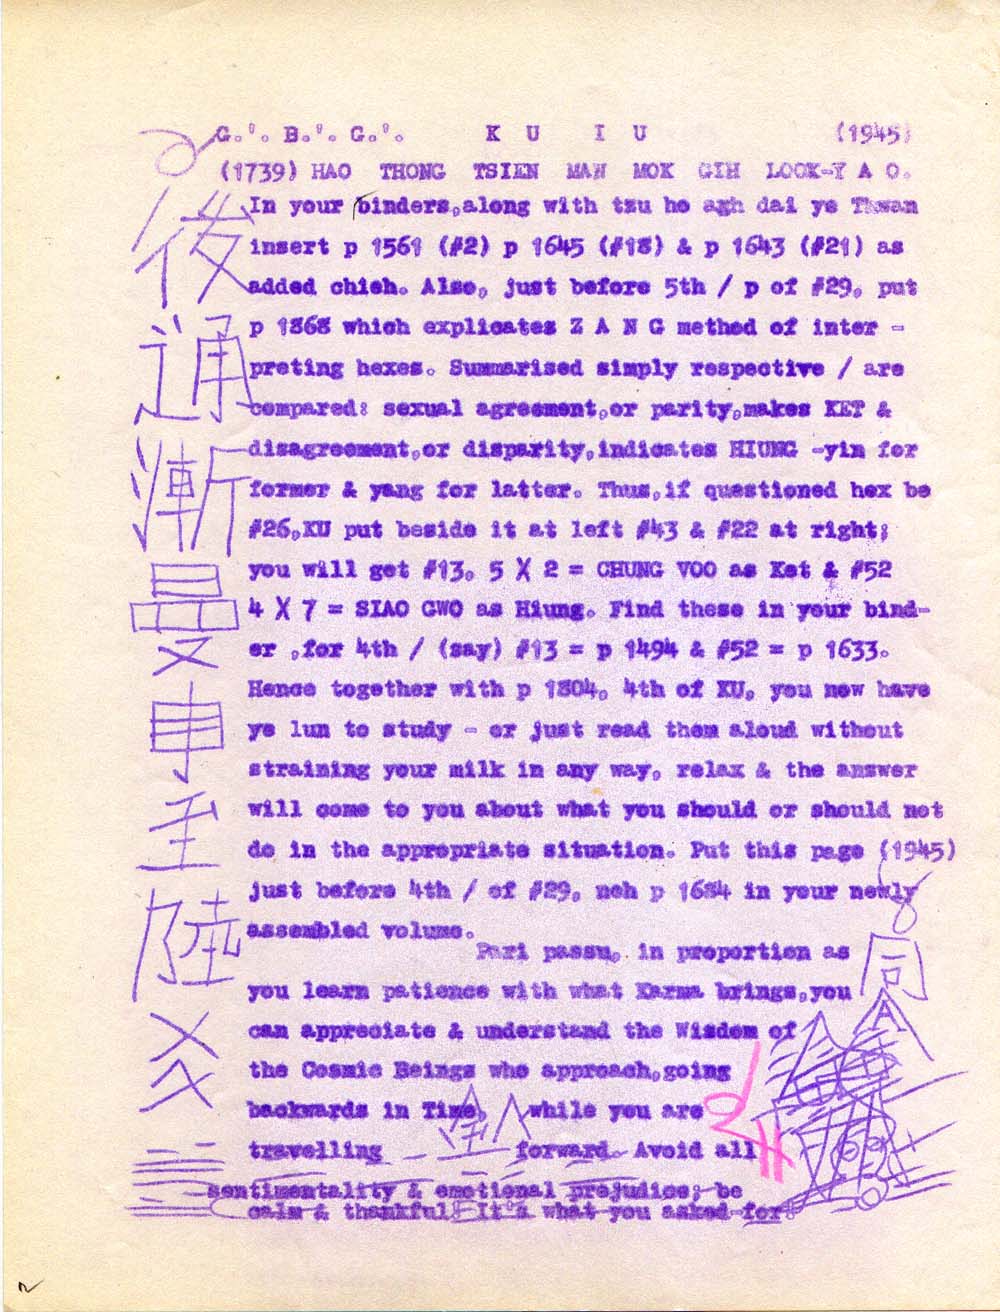 G.'. B.'. G.'. K U I U (1945)
(1739) HAO THONG TSIEN MAN MOK GIH LOOK-Y A O.
In your binders,along with tzu ho agh dai ye
insert p 1561 (#2) p 1645 (#18) & p 1643 (#21) as
added chieh. Also, just before 5th / p of #29, put
p 1868 which explicates Z A N G method of inter -
preting hexes. Summarised simply respective / are
compared: sexual agreement,or parity,makes KET &
disagreement,or disparity,indicates HIUNG -yin for
former & yang for latter. Thus,if questioned hex be
#26,KU put beside it at left #43 & #22 at right;
you will get #13, 5 X 2 = CHUNG VOO as Ket & #52
4 X 7 = SIAO GWO as Hiung. Find these in your bind-
er ,for 4th / (say) #13 = p 1494 & #52 = p 1633.
Hence together with p 1804, 4th of KU, you now have
ye lun to study - or just read them aloud without
straining your milk in any way, relax & the answer
will come to you about what you should or should not
do in the appropriate situation. Put this page (1945)
just before 4th / of #29, neh p 1684 in your newly
assembled volume.
Pari passu, in proportion as
you learn patience with what Karma brings,you
can appreciate & understand the Wisdom of
the Cosmic Beings who approach,going
backwards in Time, while you are
travelling forward. Avoid all
sentimentality & emotional prejudice; be
calm & thankful! It's what you asked for.
後
通
漸
曼
申
至
陸
爻
同